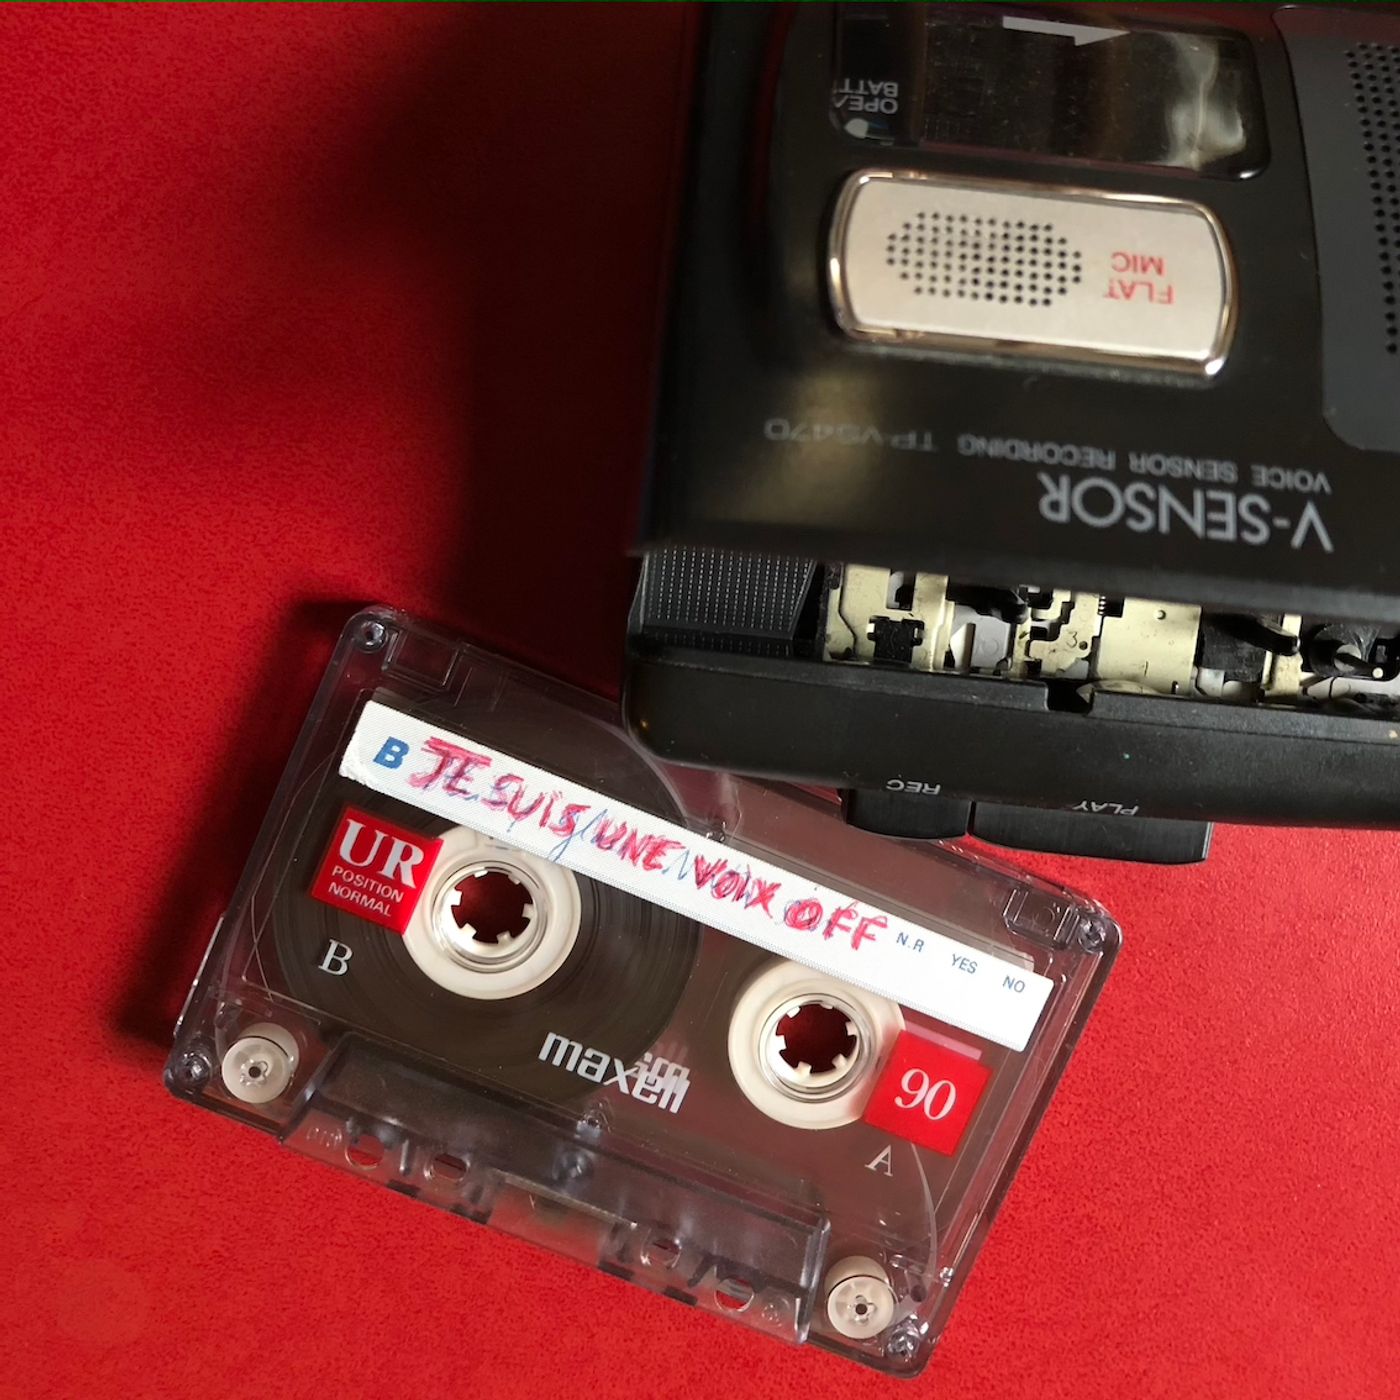 OPEN
BATT
FLAT
MIC
V-SENSOR
VOICE SENSOR RECORDING TP-VS470
REC
PLAY
B JE SUIS UNE VOIX OFF N.R YES NO
UR
POSITION
NORMAL
B
maxell
90
A
3